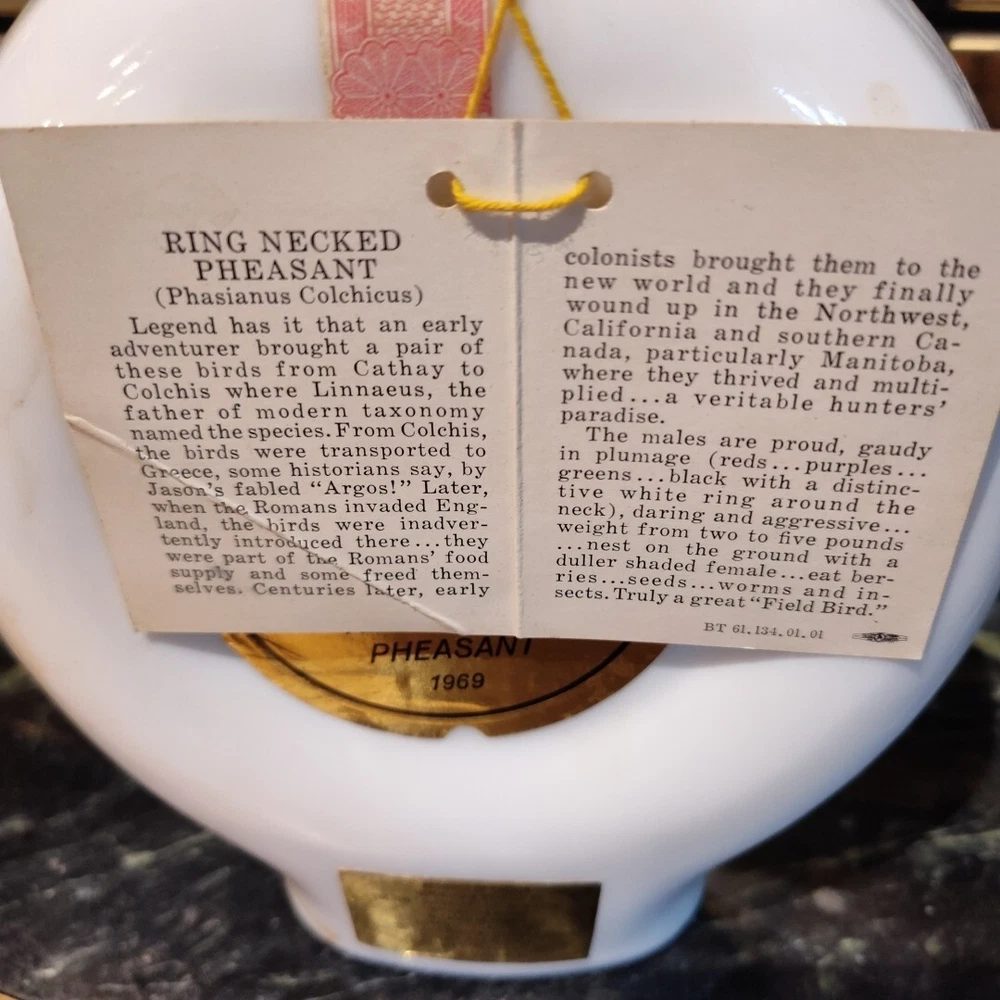 RING NECKED
PHEASANT
(Phasianus Colchicus)
Legend has it that an early
adventurer brought a pair of
these birds from Cathay to
Colchis where Linnaeus, the
father of modern taxonomy
named the species. From Colchis,
the birds were transported to
Greece, some historians say, by
Jason's fabled "Argos!" Later,
when the Romans invaded Eng-
land, the birds were inadver-
tently introduced there...they
were part of the Romans' food
supply and some freed them-
selves. Centuries later, early
colonists brought them to the
new world and they finally
wound up in the Northwest,
California and southern Ca-
nada, particularly Manitoba,
where they thrived and multi-
plied...a veritable hunters'
paradise.
The males are proud, gaudy
in plumage (reds...purples...
greens...black with a distinc-
tive white ring around the
neck), daring and aggressive...
weight from two to five pounds
...nest on the ground with a
duller shaded female...eat ber-
ries...seeds...worms and in-
sects. Truly a great "Field Bird."
BT 61.134.01.01
PHEASANT
1969